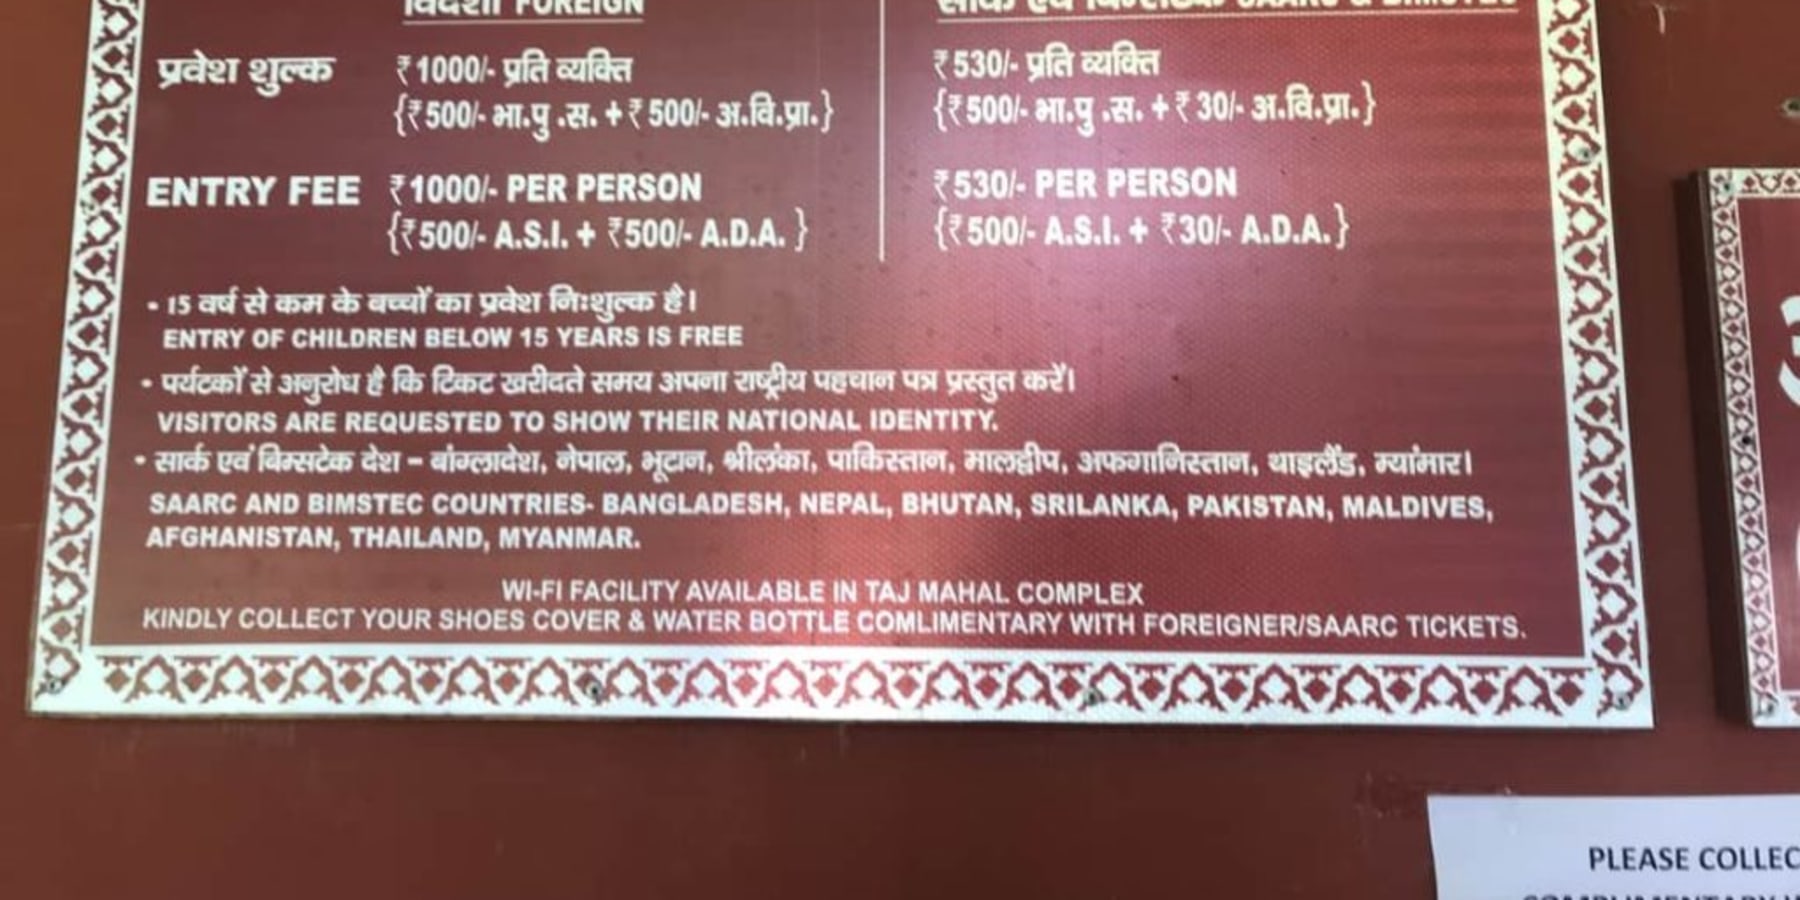 विदेशी FOREIGN
सार्क एवं बिम्सटेक SAARC & BIMSTEC
प्रवेश शुल्क ₹1000/- प्रति व्यक्ति ₹530/- प्रति व्यक्ति
{₹500/- भा.पु .स. + ₹500/- अ.वि.प्रा.} {₹500/- भा.पु .स. + ₹30/- अ.वि.प्रा.}
ENTRY FEE ₹1000/- PER PERSON ₹530/- PER PERSON
{₹500/- A.S.I. + ₹500/- A.D.A. } {₹500/- A.S.I. + ₹30/- A.D.A.}
• 15 वर्ष से कम के बच्चों का प्रवेश निःशुल्क है।
ENTRY OF CHILDREN BELOW 15 YEARS IS FREE
• पर्यटकों से अनुरोध है कि टिकट खरीदते समय अपना राष्ट्रीय पहचान पत्र प्रस्तुत करें।
VISITORS ARE REQUESTED TO SHOW THEIR NATIONAL IDENTITY.
• सार्क एवं बिम्सटेक देश – बांग्लादेश, नेपाल, भूटान, श्रीलंका, पाकिस्तान, मालद्वीप, अफगानिस्तान, थाइलैंड, म्यांमार।
SAARC AND BIMSTEC COUNTRIES- BANGLADESH, NEPAL, BHUTAN, SRILANKA, PAKISTAN, MALDIVES,
AFGHANISTAN, THAILAND, MYANMAR.
WI-FI FACILITY AVAILABLE IN TAJ MAHAL COMPLEX
KINDLY COLLECT YOUR SHOES COVER & WATER BOTTLE COMLIMENTARY WITH FOREIGNER/SAARC TICKETS.
PLEASE COLLEC